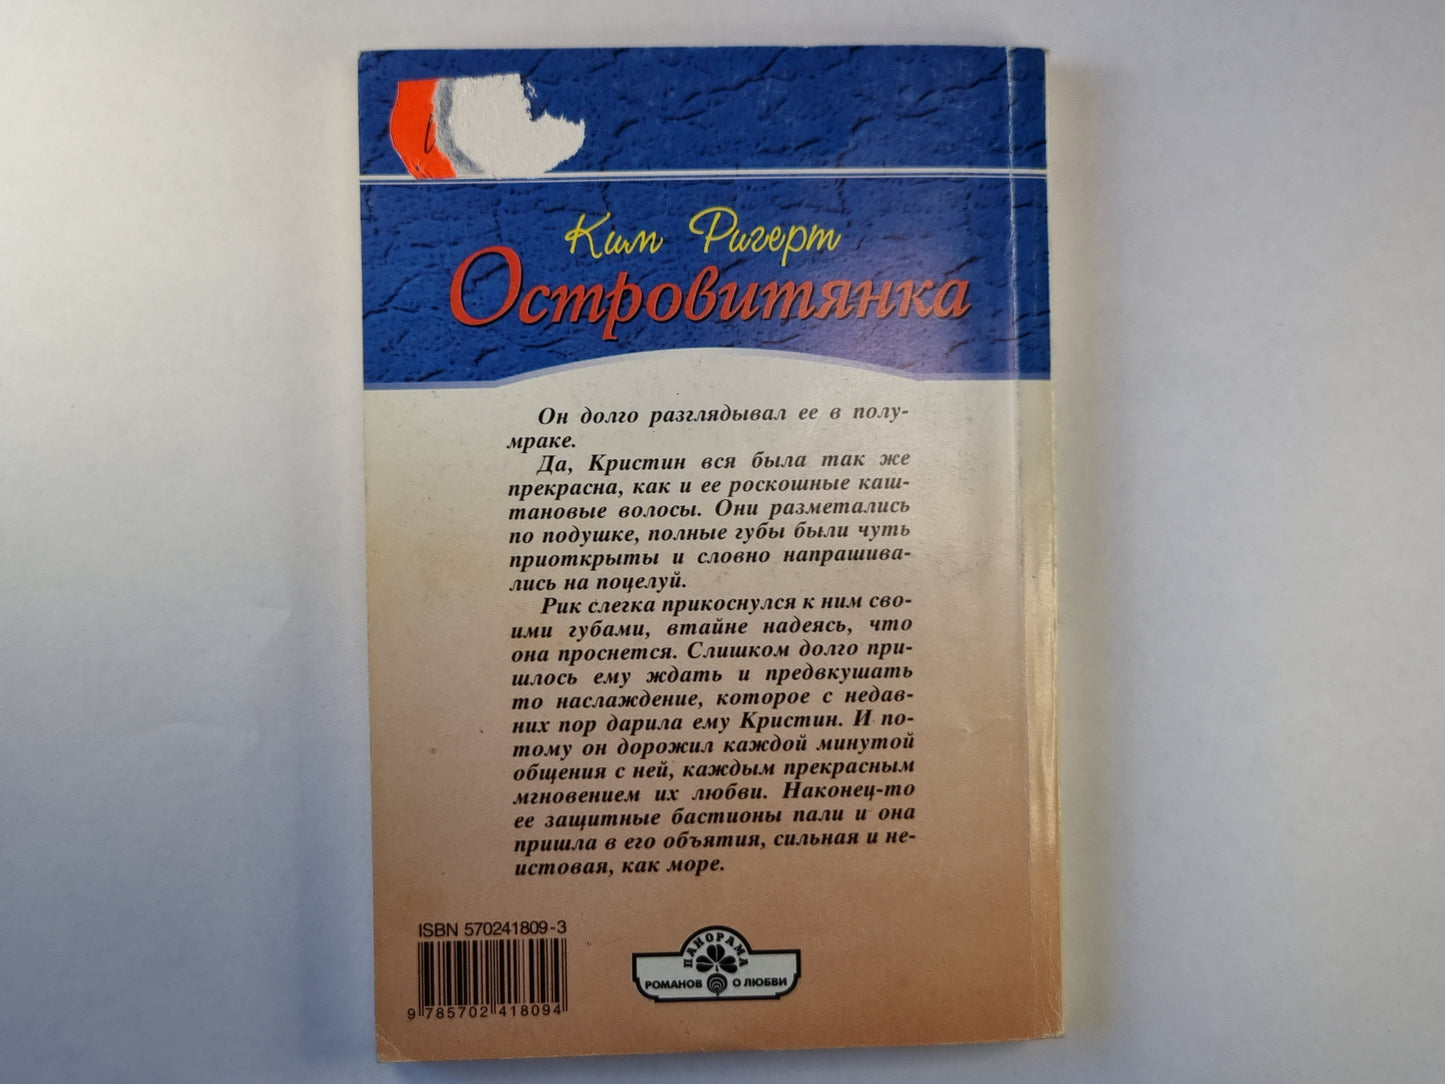 Ким Ригерт
Островитянка
Он долго разглядывал ее в полу-
мраке.
Да, Кристин вся была так же
прекрасна, как и ее роскошные каш-
тановые волосы. Они разметались
по подушке, полные губы были чуть
приоткрыты и словно напрашива-
лись на поцелуй.
Рик слегка прикоснулся к ним сво-
ими губами, втайне надеясь, что
она проснется. Слишком долго при-
шлось ему ждать и предвкушать
то наслаждение, которое с недав-
них пор дарила ему Кристин. И по-
тому он дорожил каждой минутой
общения с ней, каждым прекрасным
мгновением их любви. Наконец-то
ее защитные бастионы пали и она
пришла в его объятия, сильная и не-
истовая, как море.
ISBN 570241809-3
9 785702 418094
ПАНОРАМА
РОМАНОВ О ЛЮБВИ